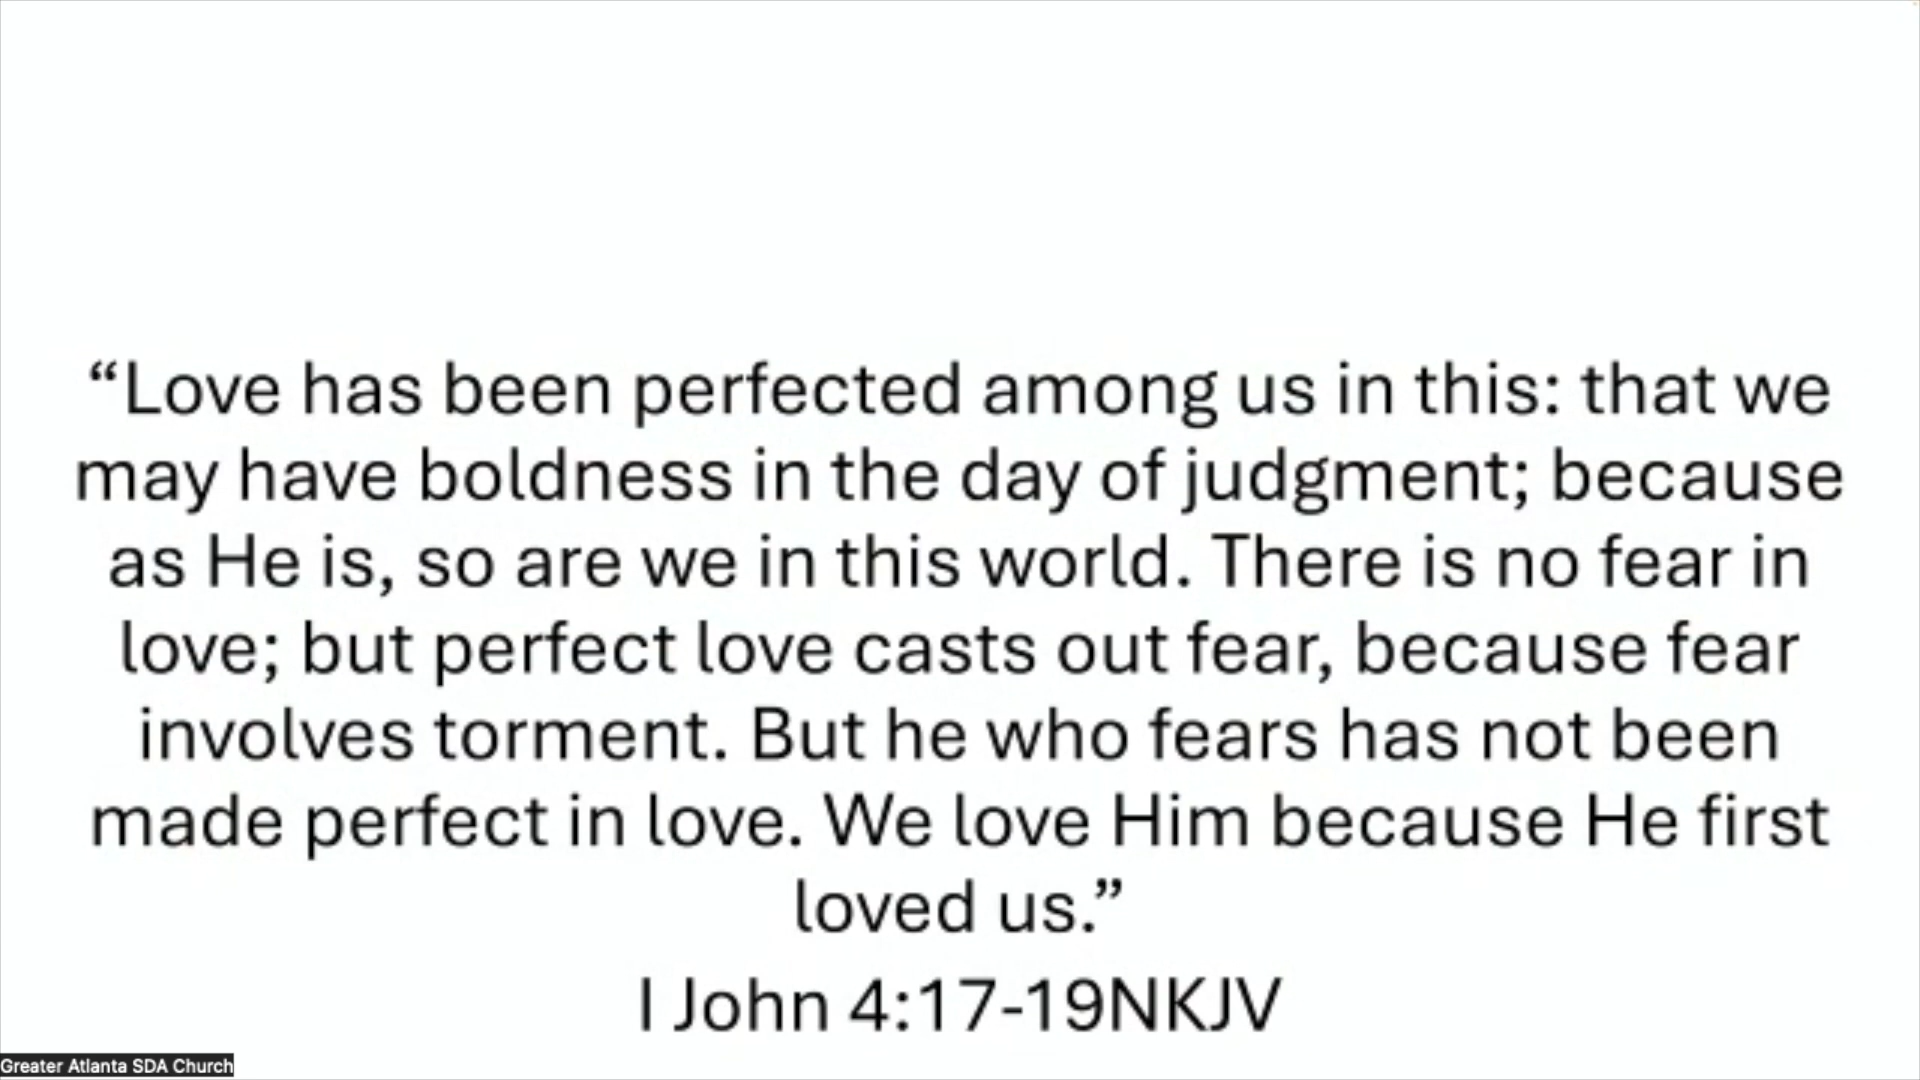 “Love has been perfected among us in this: that we
may have boldness in the day of judgment; because
as He is, so are we in this world. There is no fear in
love; but perfect love casts out fear, because fear
involves torment. But he who fears has not been
made perfect in love. We love Him because He first
loved us.”
I John 4:17-19NKJV
Greater Atlanta SDA Church